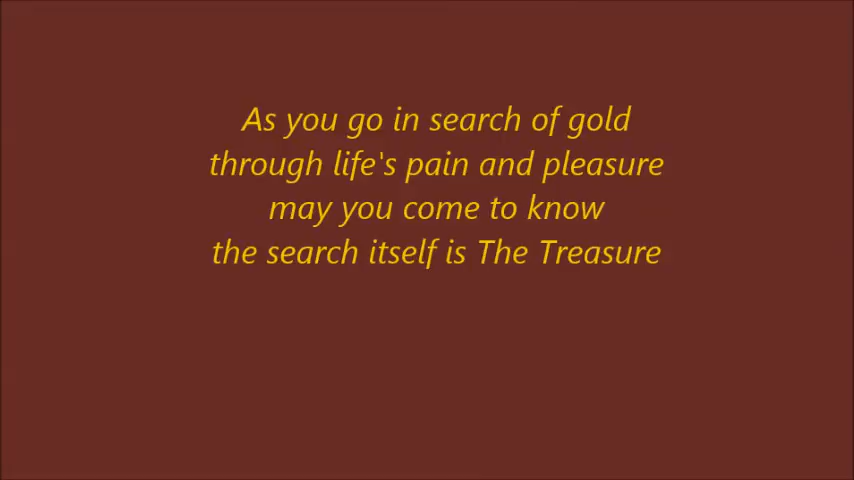 As you go in search of gold
through life's pain and pleasure
may you come to know
the search itself is The Treasure